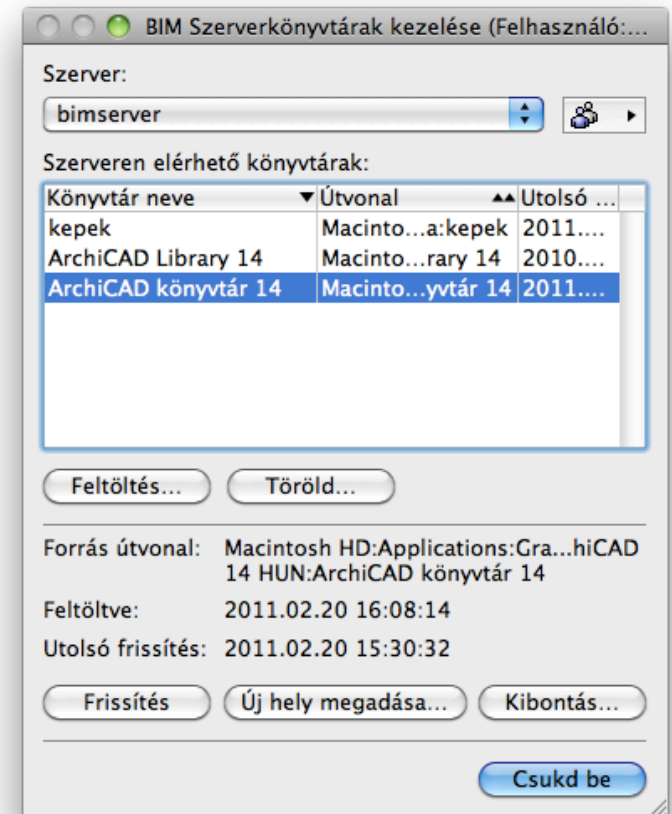 BIM Szerverkönyvtárak kezelése (Felhasználó:...
Szerver:
bimserver
Szerveren elérhető könyvtárak:
Könyvtár neve Útvonal Utolsó ...
kepek Macinto...a:kepek 2011....
ArchiCAD Library 14 Macinto...rary 14 2010....
ArchiCAD könyvtár 14 Macinto...yvtár 14 2011....
Feltöltés... Töröld...
Forrás útvonal: Macintosh HD:Applications:Gra...hiCAD
14 HUN:ArchiCAD könyvtár 14
Feltöltve: 2011.02.20 16:08:14
Utolsó frissítés: 2011.02.20 15:30:32
Frissítés Új hely megadása... Kibontás...
Csukd be